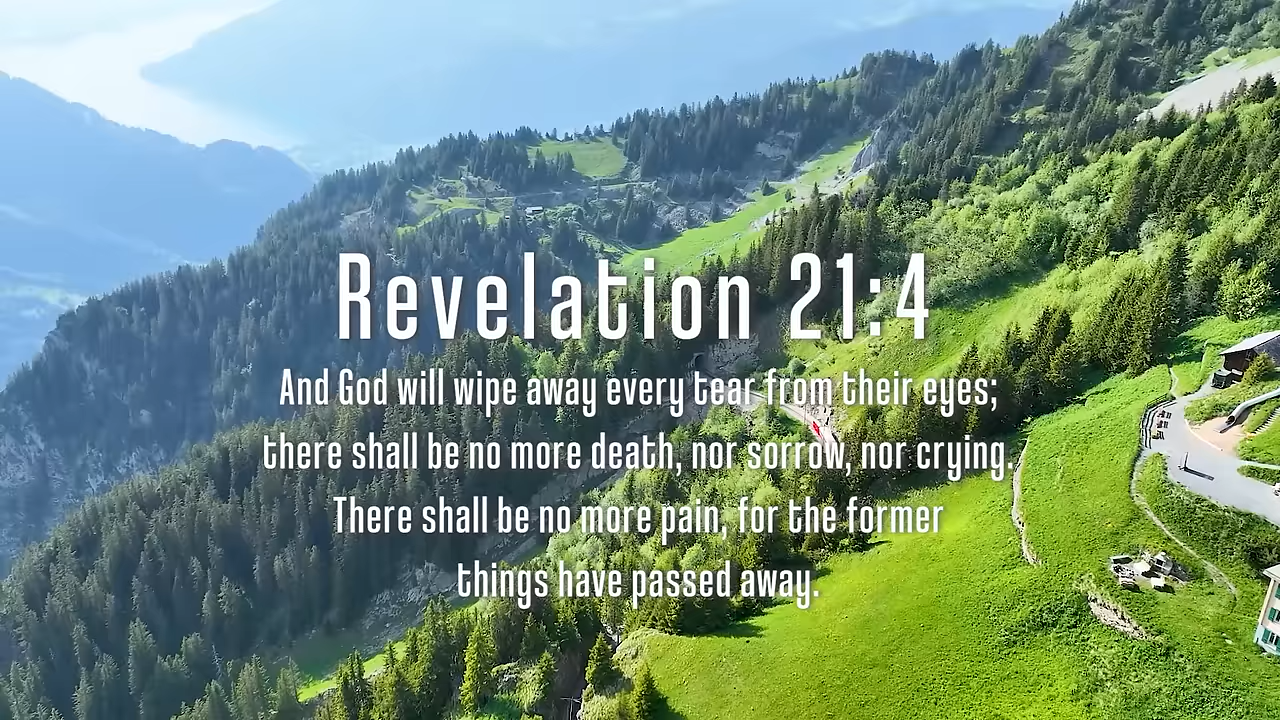 Revelation 21:4
And God will wipe away every tear from their eyes;
there shall be no more death, nor sorrow, nor crying.
There shall be no more pain, for the former
things have passed away.